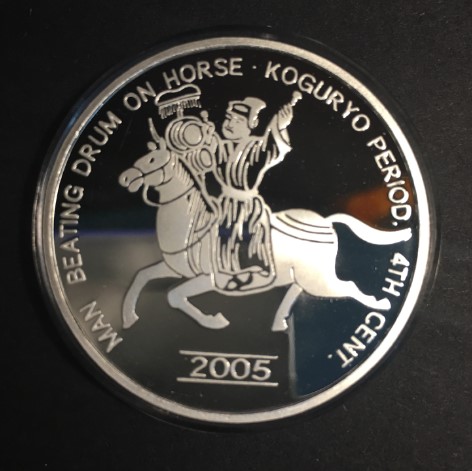 MAN BEATING DRUM ON HORSE · KOGURYO PERIOD. 4TH CENT.
2005